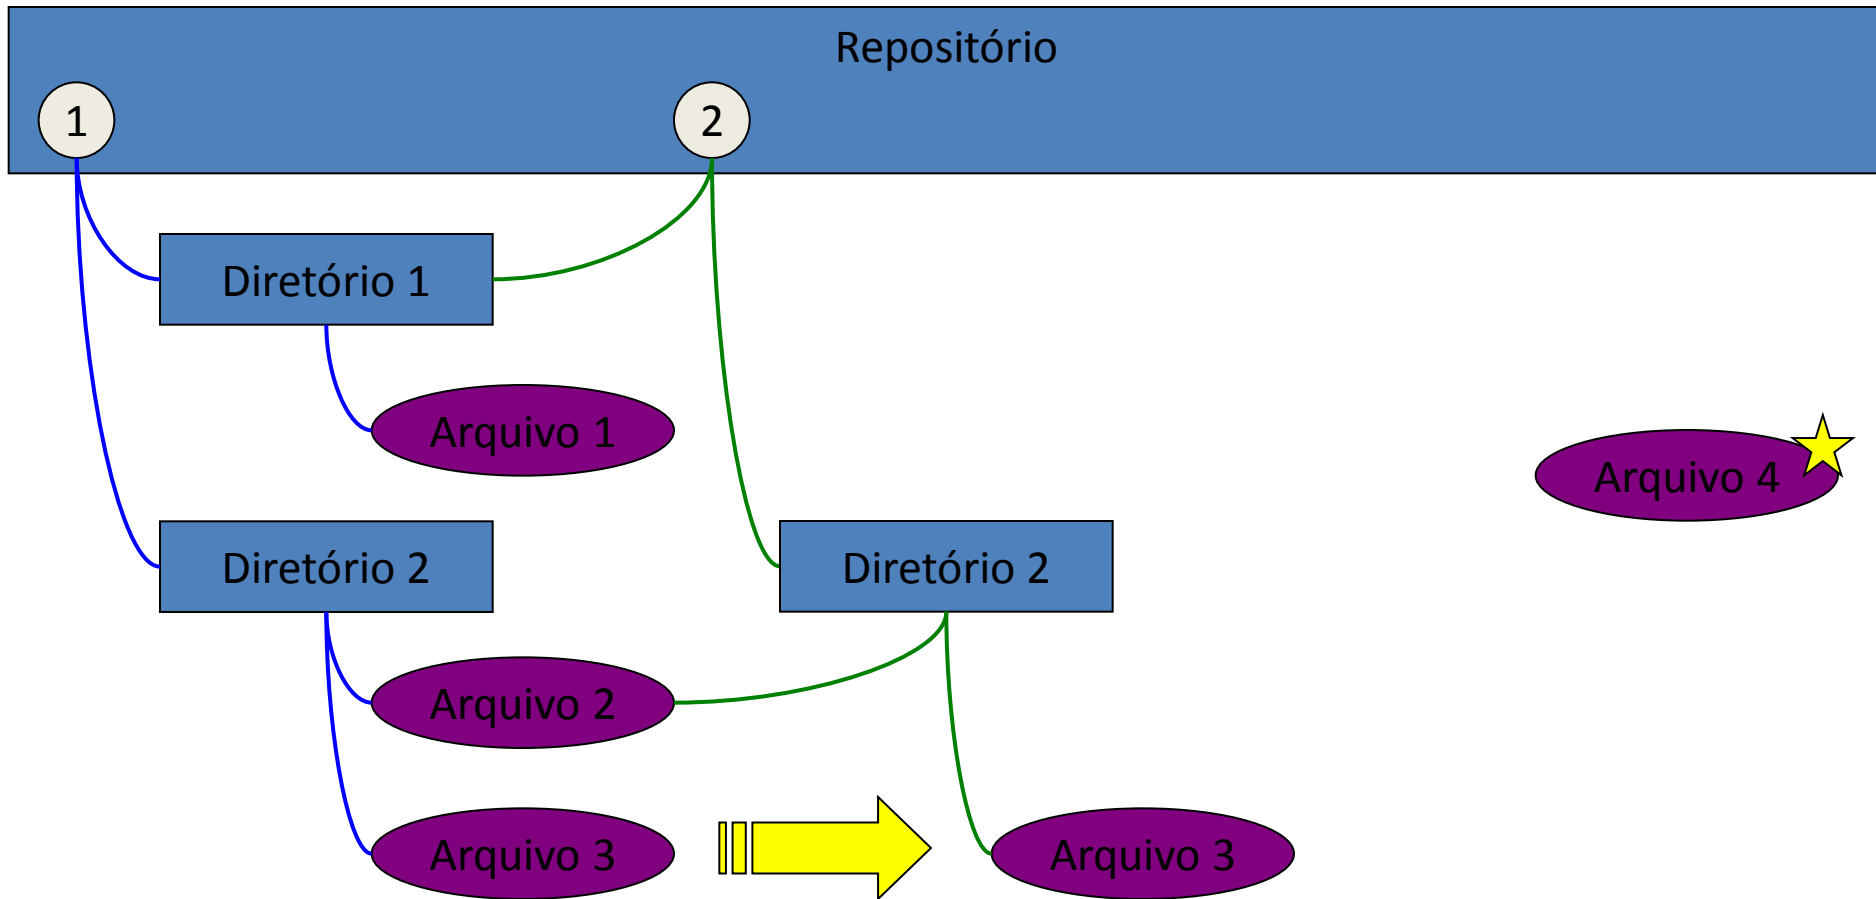 Repositório
1
2
Diretório 1
Arquivo 1
Arquivo 4
Diretório 2
Diretório 2
Arquivo 2
Arquivo 3
Arquivo 3